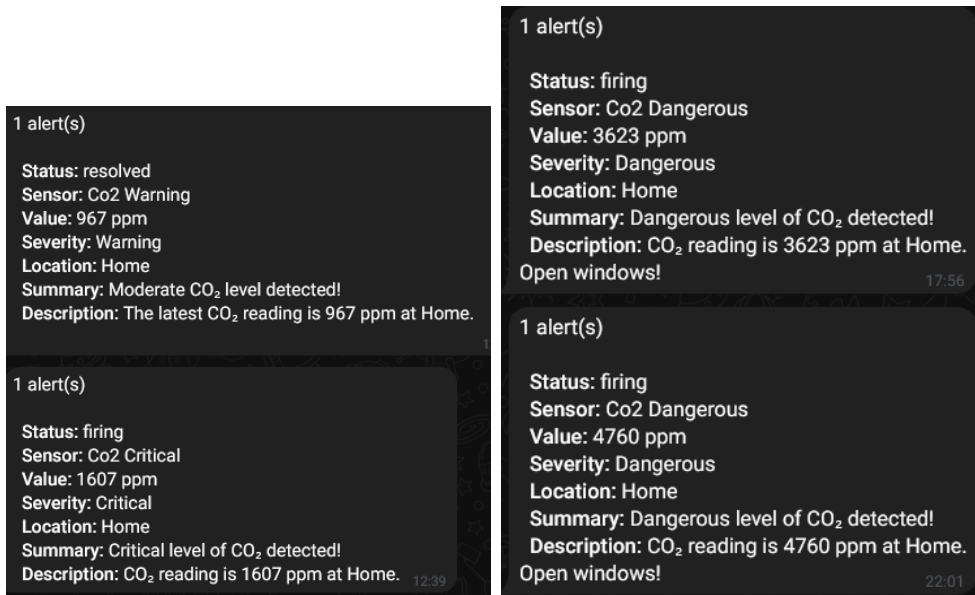 1 alert(s)
Status: resolved
Sensor: Co2 Warning
Value: 967 ppm
Severity: Warning
Location: Home
Summary: Moderate CO₂ level detected!
Description: The latest CO₂ reading is 967 ppm at Home.
1 alert(s)
Status: firing
Sensor: Co2 Critical
Value: 1607 ppm
Severity: Critical
Location: Home
Summary: Critical level of CO₂ detected!
Description: CO₂ reading is 1607 ppm at Home.
12:39
1 alert(s)
Status: firing
Sensor: Co2 Dangerous
Value: 3623 ppm
Severity: Dangerous
Location: Home
Summary: Dangerous level of CO₂ detected!
Description: CO₂ reading is 3623 ppm at Home.
Open windows!
17:56
1 alert(s)
Status: firing
Sensor: Co2 Dangerous
Value: 4760 ppm
Severity: Dangerous
Location: Home
Summary: Dangerous level of CO₂ detected!
Description: CO₂ reading is 4760 ppm at Home.
Open windows!
22:01